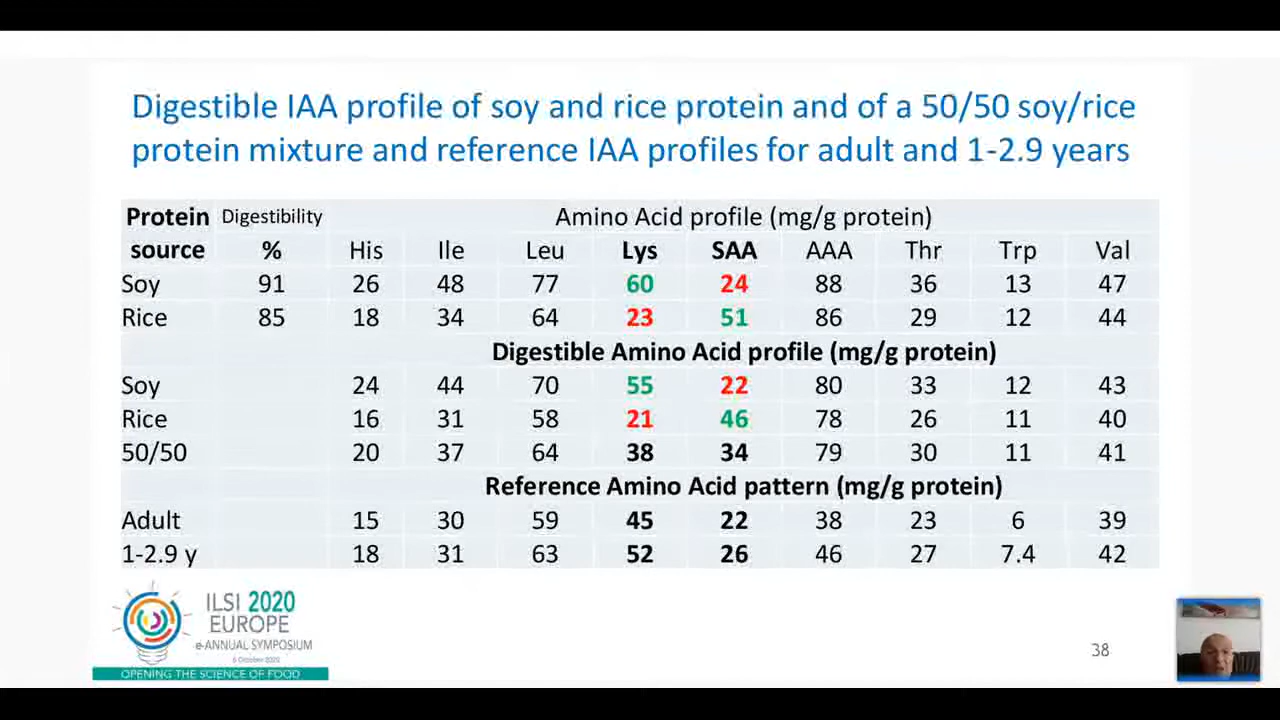 Digestible IAA profile of soy and rice protein and of a 50/50 soy/rice
protein mixture and reference IAA profiles for adult and 1-2.9 years
Protein Digestibility Amino Acid profile (mg/g protein)
source % His Ile Leu Lys SAA AAA Thr Trp Val
Soy 91 26 48 77 60 24 88 36 13 47
Rice 85 18 34 64 23 51 86 29 12 44
Digestible Amino Acid profile (mg/g protein)
Soy 24 44 70 55 22 80 33 12 43
Rice 16 31 58 21 46 78 26 11 40
50/50 20 37 64 38 34 79 30 11 41
Reference Amino Acid pattern (mg/g protein)
Adult 15 30 59 45 22 38 23 6 39
1-2.9 y 18 31 63 52 26 46 27 7.4 42
ILSI 2020
EUROPE
e-ANNUAL SYMPOSIUM
6 October 2020
OPENING THE SCIENCE OF FOOD
38